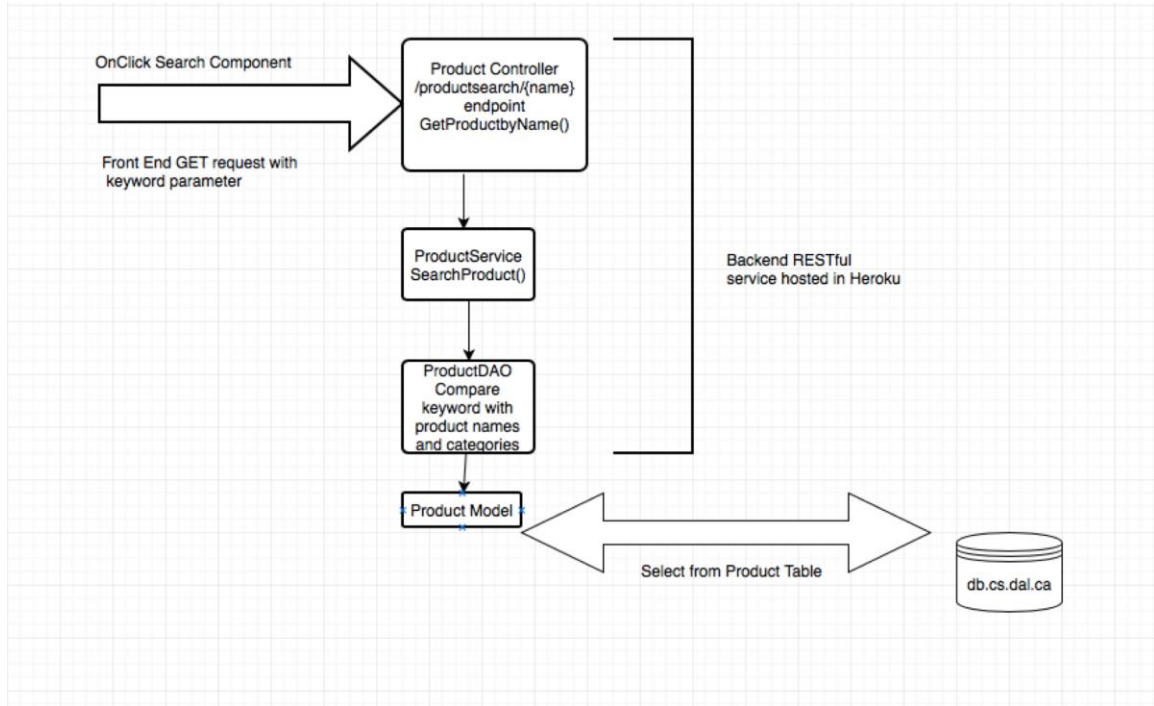 OnClick Search Component
Front End GET request with
keyword parameter
Product Controller
/productsearch/{name}
endpoint
GetProductbyName()
ProductService
SearchProduct()
ProductDAO
Compare
keyword with
product names
and categories
Product Model
Backend RESTful
service hosted in Heroku
Select from Product Table
db.cs.dal.ca